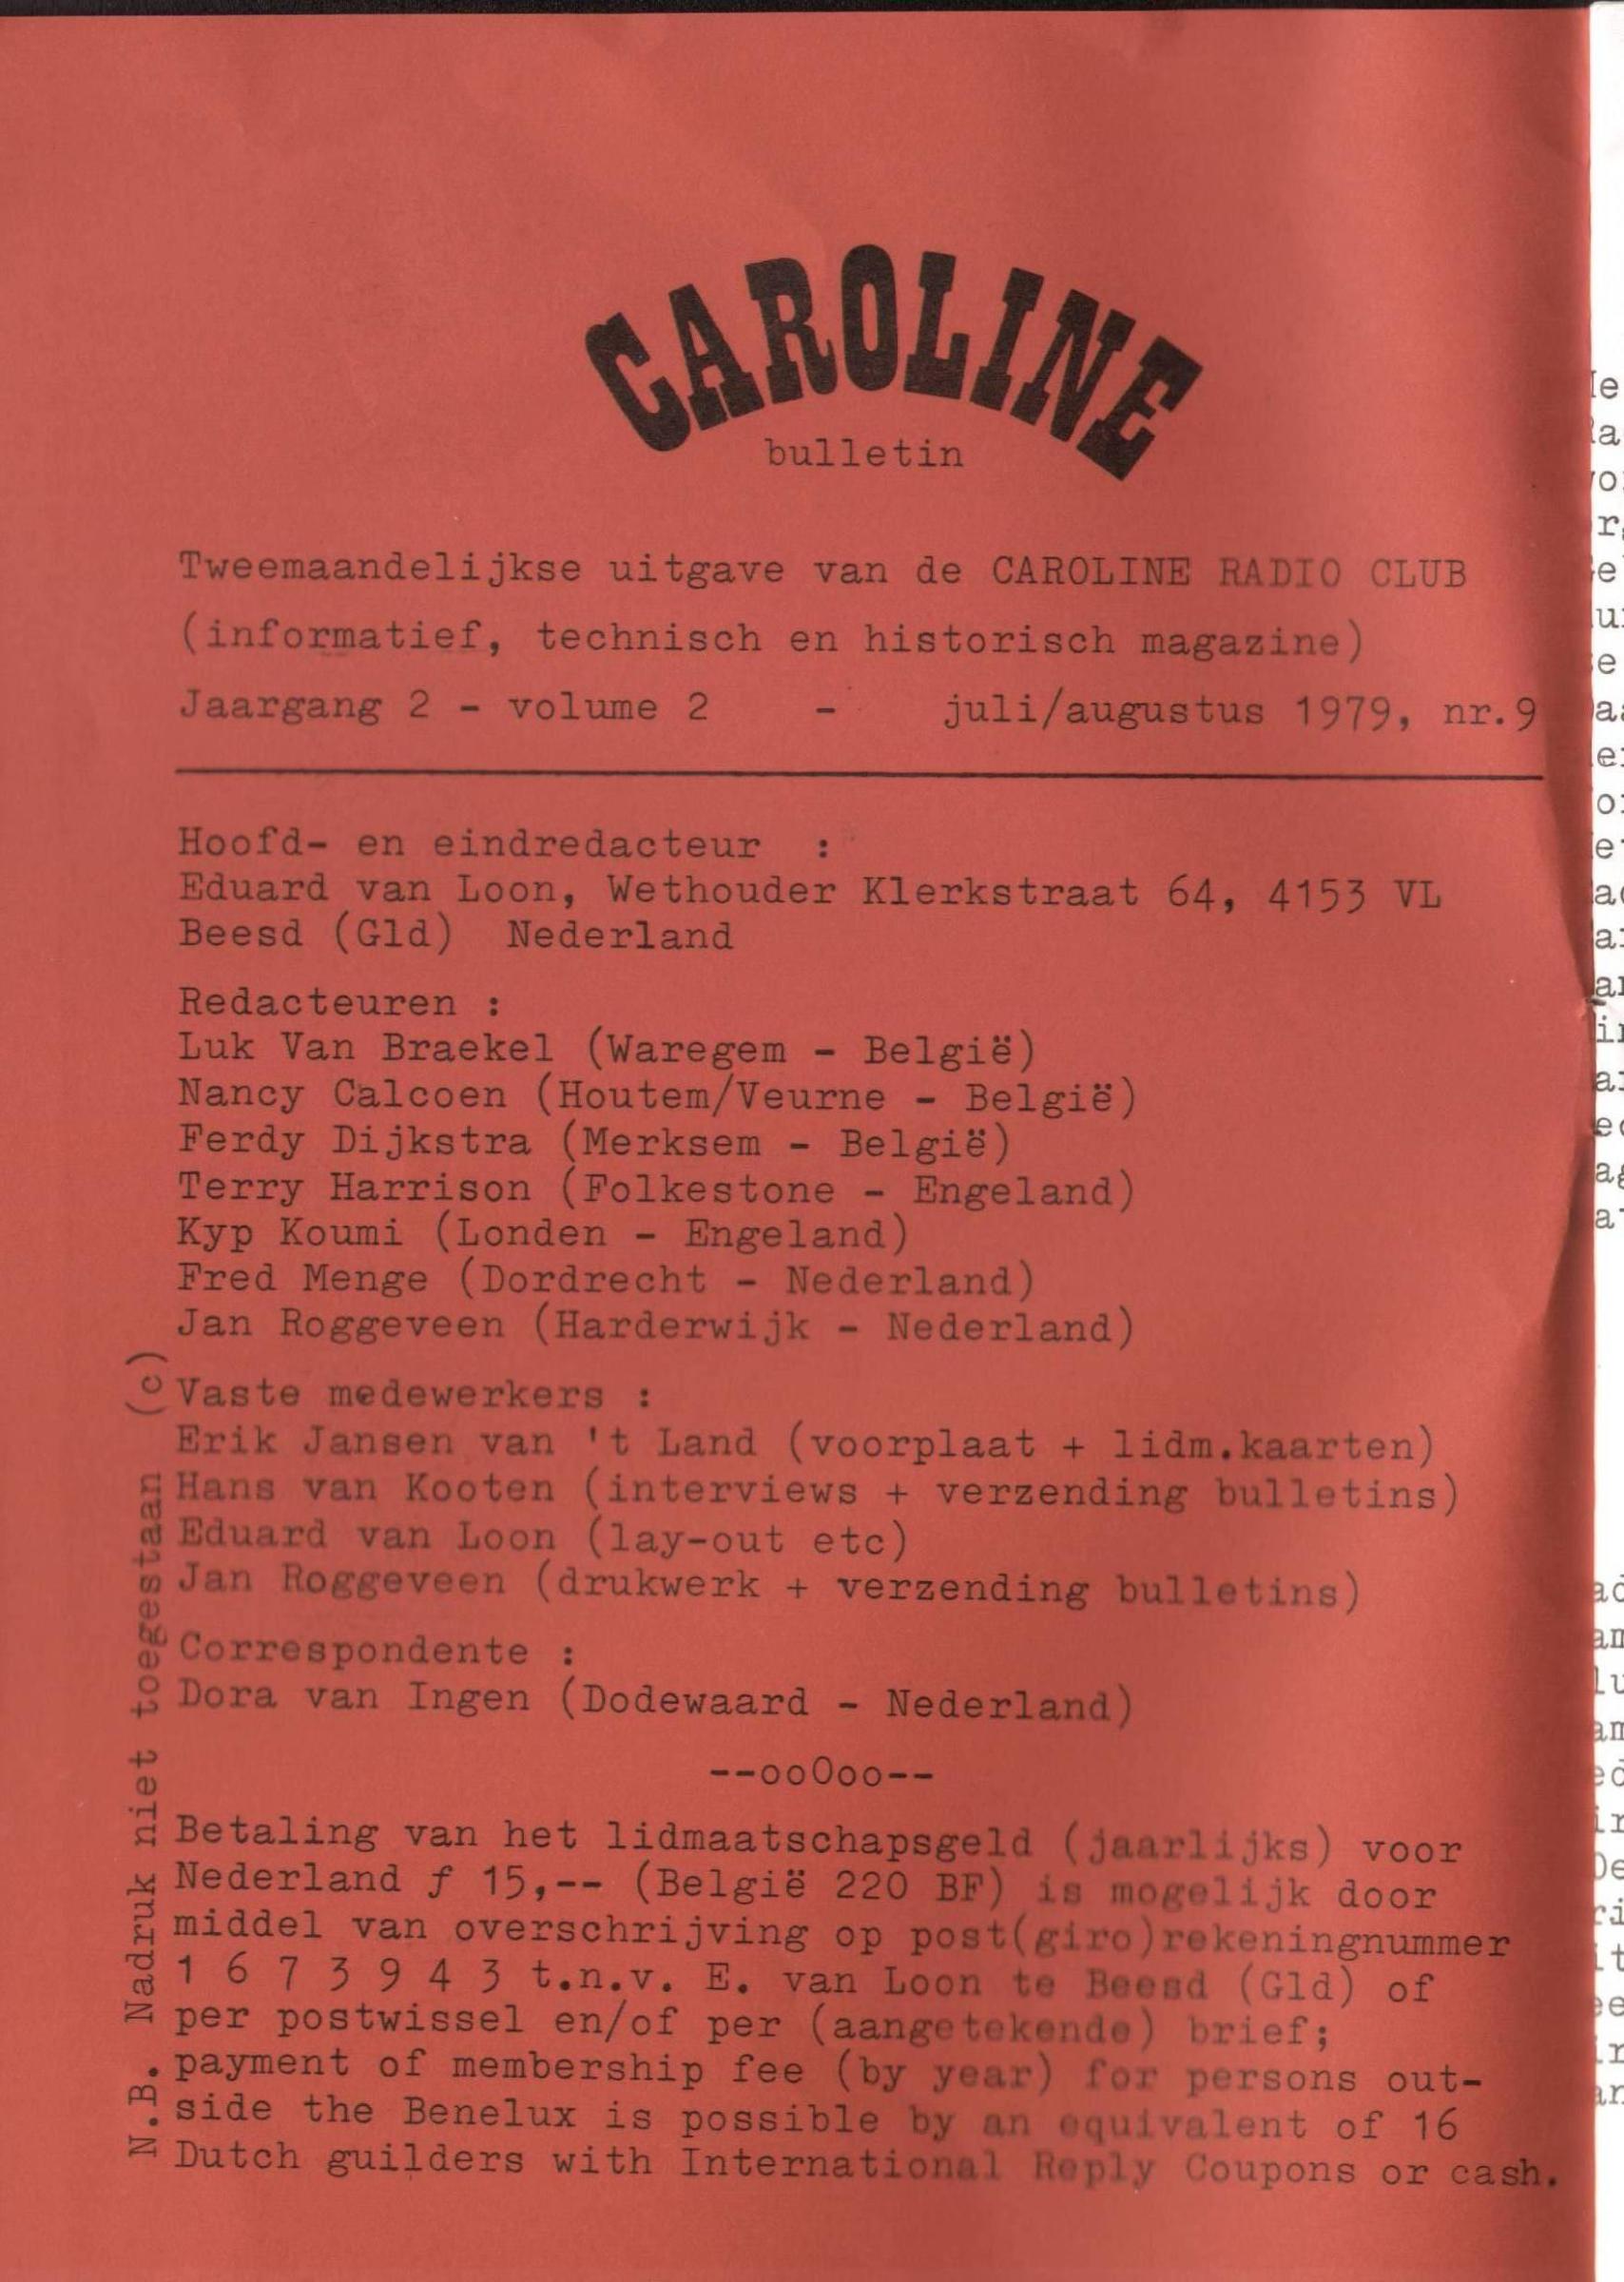 CAROLINE
bulletin
Tweemaandelijkse uitgave van de CAROLINE RADIO CLUB
(informatief, technisch en historisch magazine)
Jaargang 2 - volume 2 - juli/augustus 1979, nr.9
Hoofd- en eindredacteur :
Eduard van Loon, Wethouder Klerkstraat 64, 4153 VL
Beesd (Gld) Nederland
Redacteuren :
Luk Van Braekel (Waregem - België)
Nancy Calcoen (Houtem/Veurne - België)
Ferdy Dijkstra (Merksem - België)
Terry Harrison (Folkestone - Engeland)
Kyp Koumi (Londen - Engeland)
Fred Menge (Dordrecht - Nederland)
Jan Roggeveen (Harderwijk - Nederland)
Vaste medewerkers :
Erik Jansen van 't Land (voorplaat + lidm.kaarten)
Hans van Kooten (interviews + verzending bulletins)
Eduard van Loon (lay-out etc)
Jan Roggeveen (drukwerk + verzending bulletins)
Correspondente :
Dora van Ingen (Dodewaard - Nederland)
--ooOoo--
Betaling van het lidmaatschapsgeld (jaarlijks) voor
Nederland ƒ 15,-- (België 220 BF) is mogelijk door
middel van overschrijving op post(giro)rekeningnummer
1 6 7 3 9 4 3 t.n.v. E. van Loon te Beesd (Gld) of
per postwissel en/of per (aangetekende) brief;
payment of membership fee (by year) for persons out-
side the Benelux is possible by an equivalent of 16
Dutch guilders with International Reply Coupons or cash.
N.B. Nadruk niet toegestaan (c)